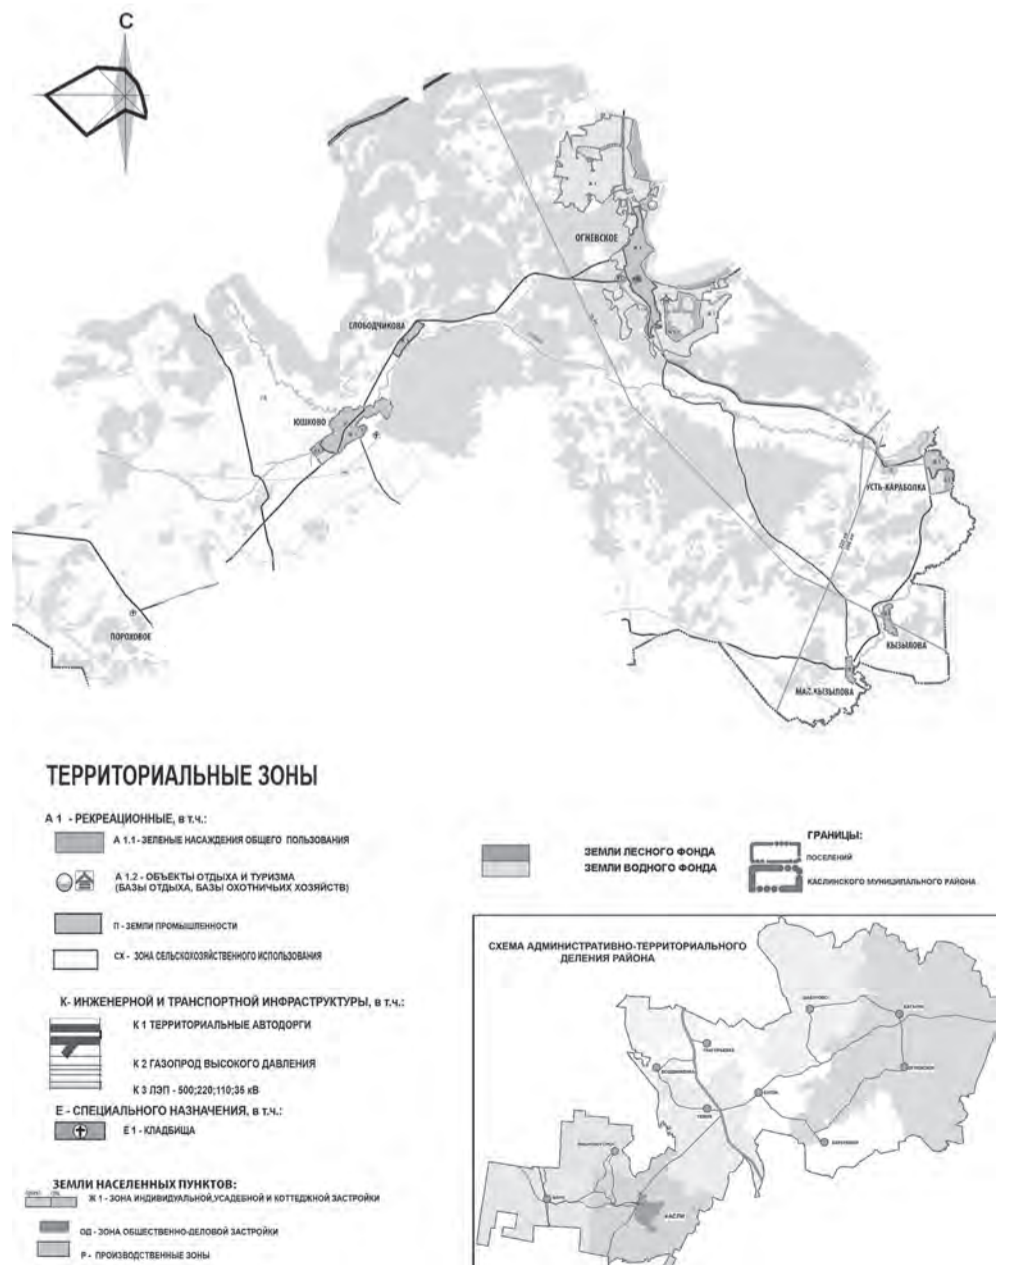 С
ОГНЕВСКОЕ
СЛОБОДЧИКОВА
ЮШКОВО
УСТЬ-КАРАБОЛКА
ПОРОХОВОЕ
КЫЗЫЛОВА
МАЛ.КЫЗЫЛОВА
ТЕРРИТОРИАЛЬНЫЕ ЗОНЫ
А 1 - РЕКРЕАЦИОННЫЕ, в т.ч.:
А 1.1 - ЗЕЛЕНЫЕ НАСАЖДЕНИЯ ОБЩЕГО ПОЛЬЗОВАНИЯ
А 1.2 - ОБЪЕКТЫ ОТДЫХА И ТУРИЗМА
(БАЗЫ ОТДЫХА, БАЗЫ ОХОТНИЧЬИХ ХОЗЯЙСТВ)
П - ЗЕМЛИ ПРОМЫШЛЕННОСТИ
СХ - ЗОНА СЕЛЬСКОХОЗЯЙСТВЕННОГО ИСПОЛЬЗОВАНИЯ
К- ИНЖЕНЕРНОЙ И ТРАНСПОРТНОЙ ИНФРАСТРУКТУРЫ, в т.ч.:
К 1 ТЕРРИТОРИАЛЬНЫЕ АВТОДОРГИ
К 2 ГАЗОПРОД ВЫСОКОГО ДАВЛЕНИЯ
К 3 ЛЭП - 500;220;110;35 кВ
Е - СПЕЦИАЛЬНОГО НАЗНАЧЕНИЯ, в т.ч.:
Е 1 - КЛАДБИЩА
ЗЕМЛИ НАСЕЛЕННЫХ ПУНКТОВ:
Ж 1 - ЗОНА ИНДИВИДУАЛЬНОЙ,УСАДЕБНОЙ И КОТТЕДЖНОЙ ЗАСТРОЙКИ
ОД - ЗОНА ОБЩЕСТВЕННО-ДЕЛОВОЙ ЗАСТРОЙКИ
Р - ПРОИЗВОДСТВЕННЫЕ ЗОНЫ
ЗЕМЛИ ЛЕСНОГО ФОНДА
ЗЕМЛИ ВОДНОГО ФОНДА
ГРАНИЦЫ:
ПОСЕЛЕНИЙ
КАСЛИНСКОГО МУНИЦИПАЛЬНОГО РАЙОНА
СХЕМА АДМИНИСТРАТИВНО-ТЕРРИТОРИАЛЬНОГО
ДЕЛЕНИЯ РАЙОНА
КАСЛИ